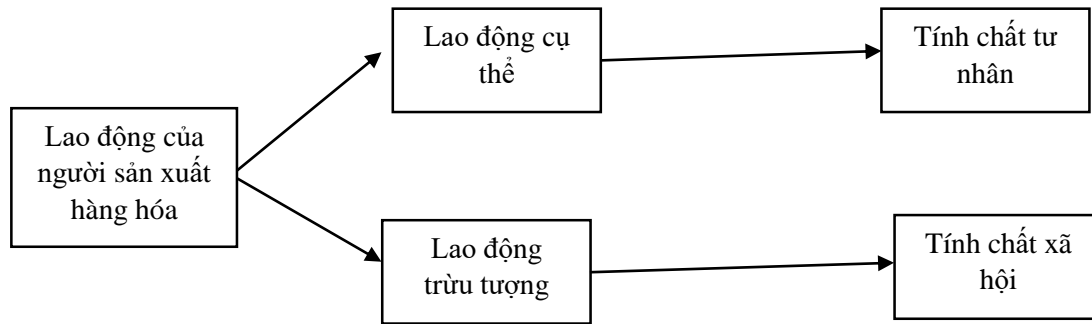 Lao động của
người sản xuất
hàng hóa
Lao động cụ
thể
Tính chất tư
nhân
Lao động
trừu tượng
Tính chất xã
hội